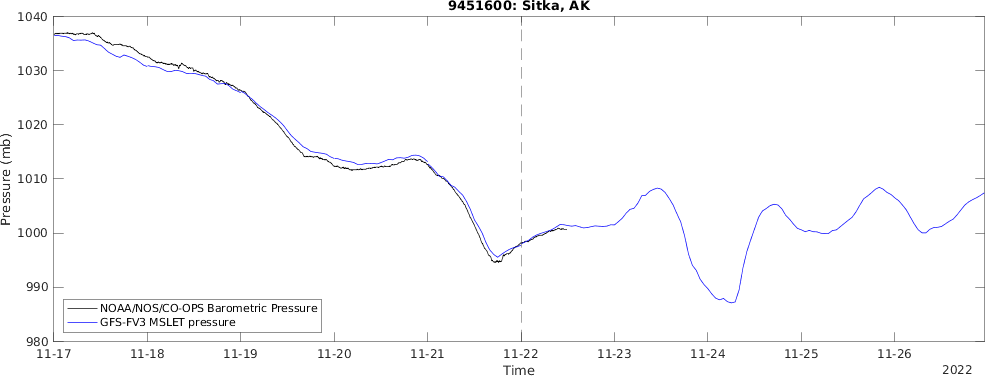 9451600: Sitka, AK
1040
1030
1020
1010
1000
990
980
Pressure (mb)
NOAA/NOS/CO-OPS Barometric Pressure
GFS-FV3 MSLET pressure
11-17 11-18 11-19 11-20 11-21 11-22 11-23 11-24 11-25 11-26
Time
2022